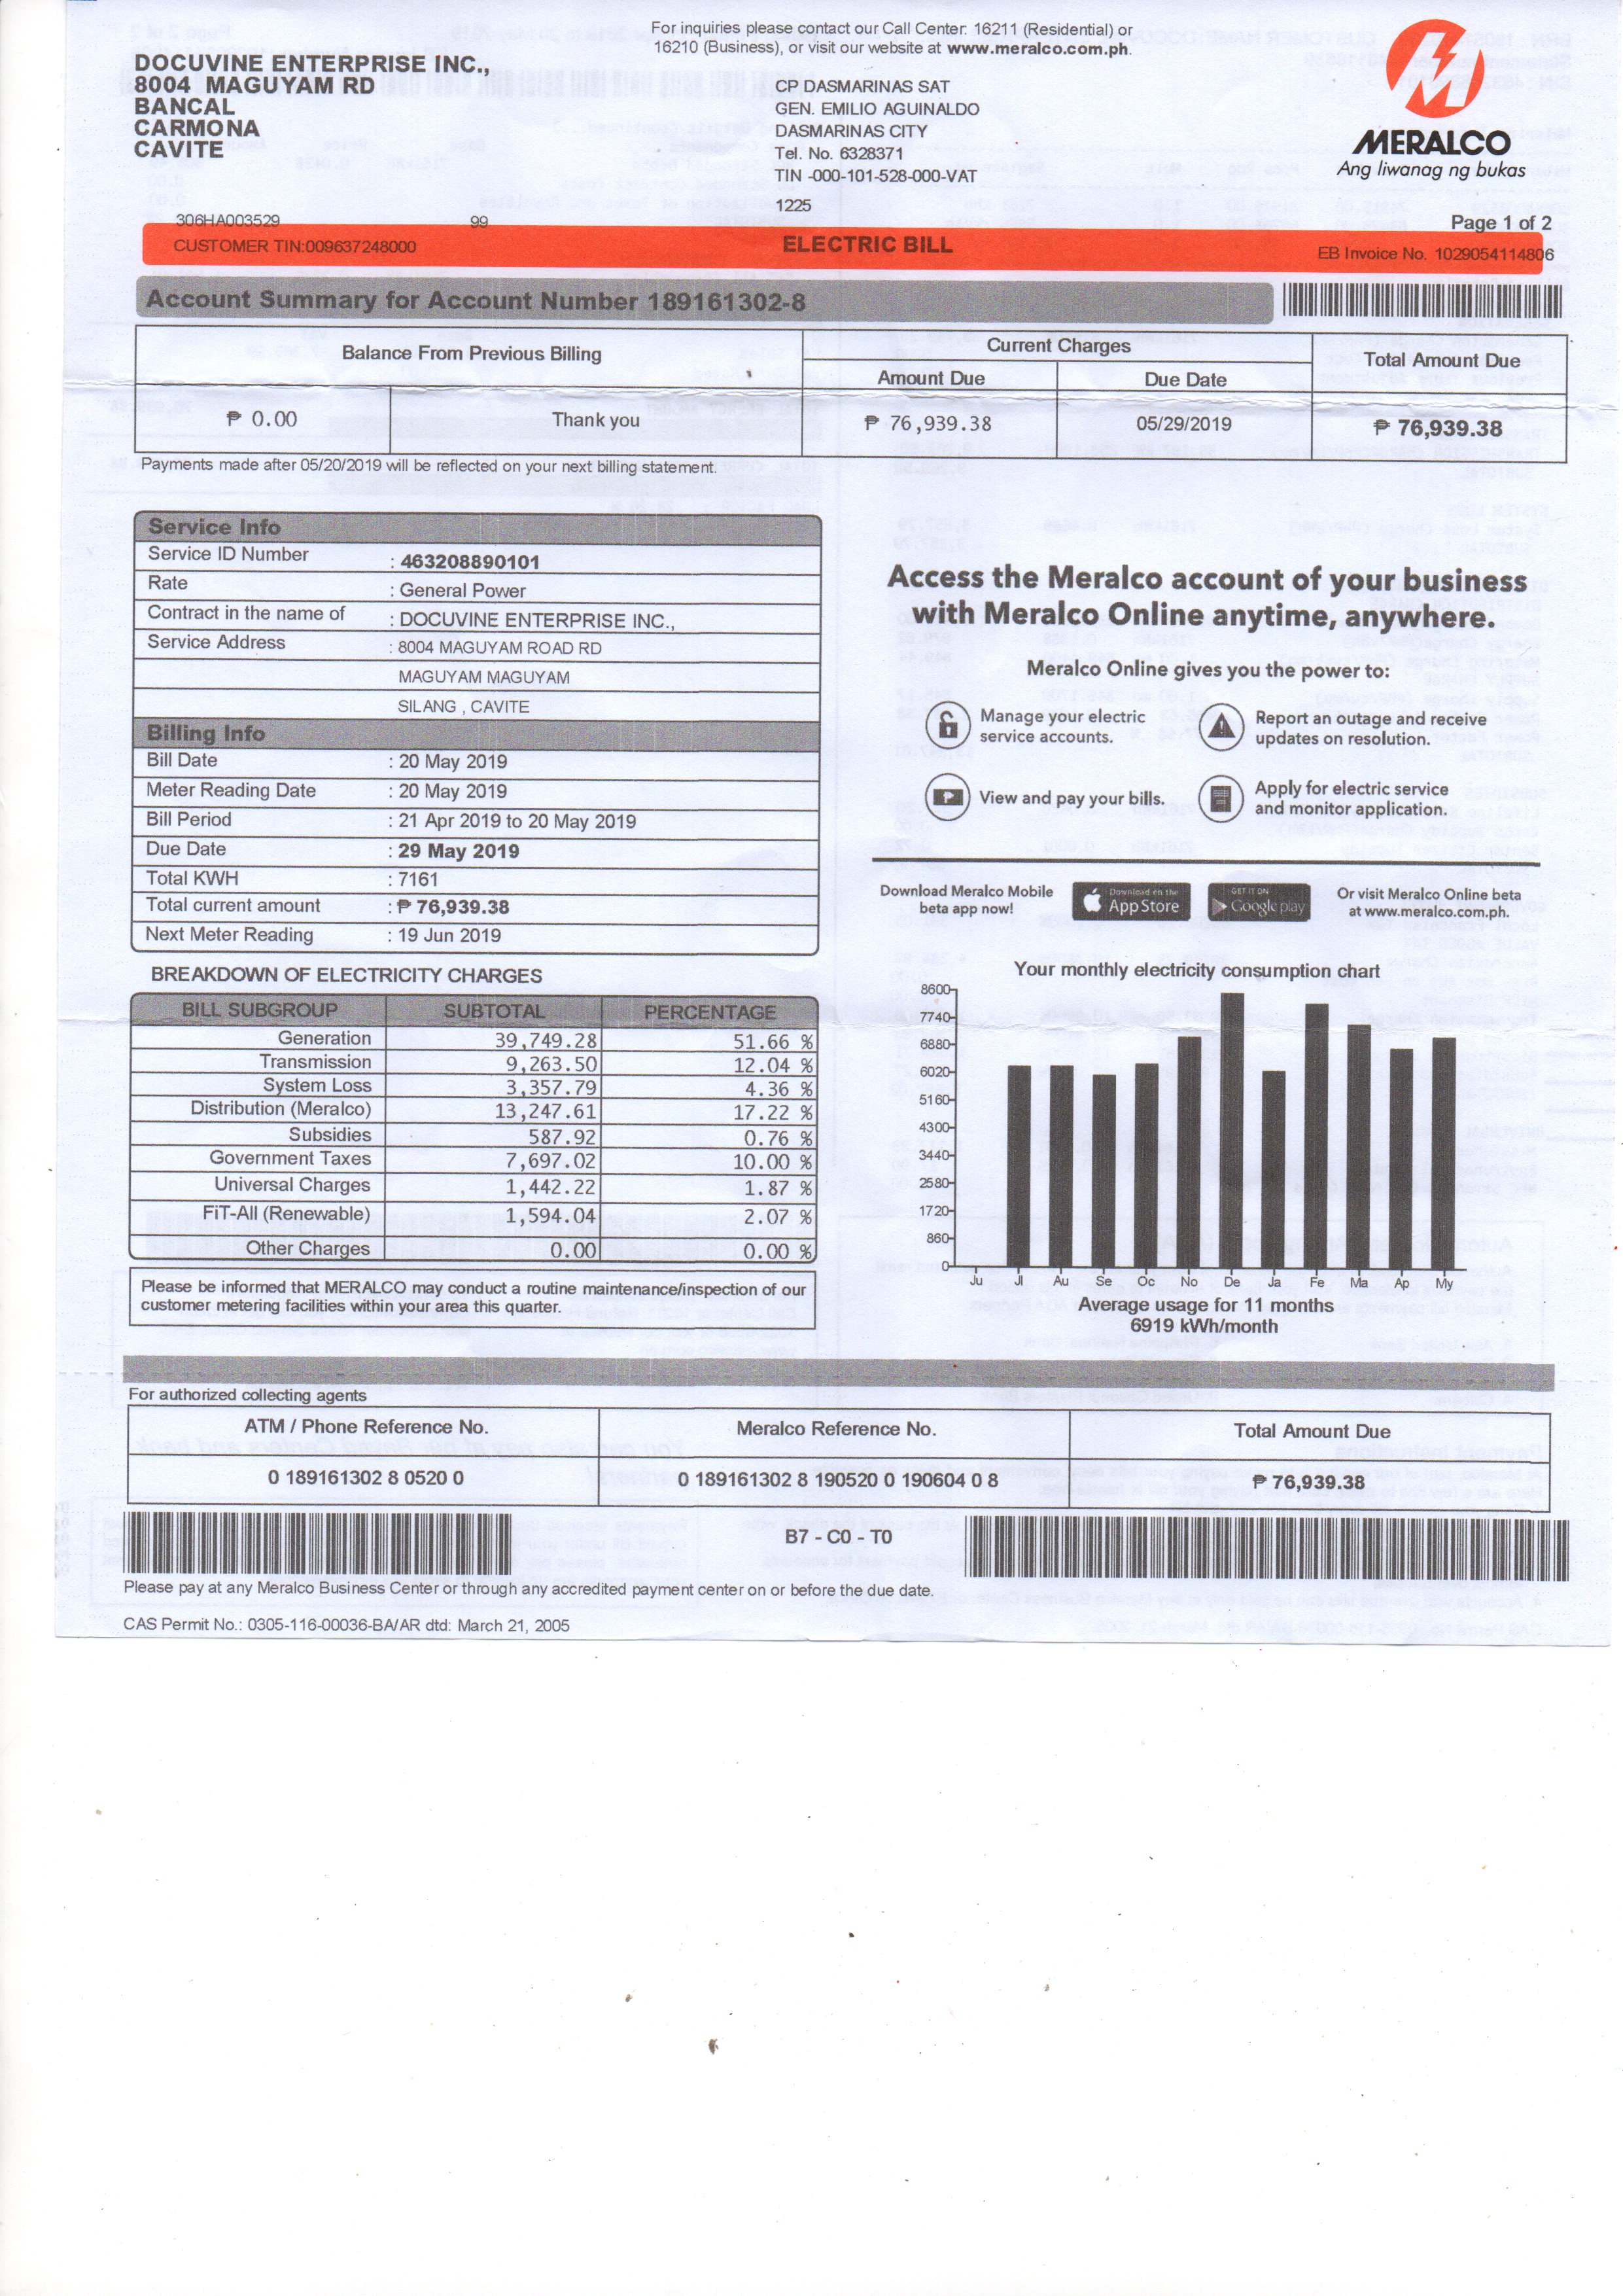 For inquiries please contact our Call Center: 16211 (Residential) or
16210 (Business), or visit our website at www.meralco.com.ph.
DOCUVINE ENTERPRISE INC.,
8004 MAGUYAM RD
BANCAL
CARMONA
CAVITE
CP DASMARINAS SAT
GEN. EMILIO AGUINALDO
DASMARINAS CITY
Tel. No. 6328371
TIN -000-101-528-000-VAT
1225
MERALCO
Ang liwanag ng bukas
306HA003529 99
Page 1 of 2
CUSTOMER TIN:009637248000 ELECTRIC BILL EB Invoice No. 1029054114806
Account Summary for Account Number 189161302-8
Balance From Previous Billing Current Charges Total Amount Due
Amount Due Due Date
₱ 0.00 Thank you ₱ 76,939.38 05/29/2019 ₱ 76,939.38
Payments made after 05/20/2019 will be reflected on your next billing statement.
Service Info
Service ID Number : 463208890101
Rate : General Power
Contract in the name of : DOCUVINE ENTERPRISE INC.,
Service Address : 8004 MAGUYAM ROAD RD
MAGUYAM MAGUYAM
SILANG , CAVITE
Billing Info
Bill Date : 20 May 2019
Meter Reading Date : 20 May 2019
Bill Period : 21 Apr 2019 to 20 May 2019
Due Date : 29 May 2019
Total KWH : 7161
Total current amount : ₱ 76,939.38
Next Meter Reading : 19 Jun 2019
Access the Meralco account of your business
with Meralco Online anytime, anywhere.
Meralco Online gives you the power to:
Manage your electric
service accounts.
Report an outage and receive
updates on resolution.
View and pay your bills.
Apply for electric service
and monitor application.
Download Meralco Mobile
beta app now!
Download on the
App Store
GET IT ON
Google play
Or visit Meralco Online beta
at www.meralco.com.ph.
BREAKDOWN OF ELECTRICITY CHARGES
BILL SUBGROUP SUBTOTAL PERCENTAGE
Generation 39,749.28 51.66 %
Transmission 9,263.50 12.04 %
System Loss 3,357.79 4.36 %
Distribution (Meralco) 13,247.61 17.22 %
Subsidies 587.92 0.76 %
Government Taxes 7,697.02 10.00 %
Universal Charges 1,442.22 1.87 %
FiT-All (Renewable) 1,594.04 2.07 %
Other Charges 0.00 0.00 %
Please be informed that MERALCO may conduct a routine maintenance/inspection of our
customer metering facilities within your area this quarter.
Your monthly electricity consumption chart
8600
7740
6880
6020
5160
4300
3440
2580
1720
860
0
Ju Jl Au Se Oc No De Ja Fe Ma Ap My
Average usage for 11 months
6919 kWh/month
For authorized collecting agents
ATM / Phone Reference No. Meralco Reference No. Total Amount Due
0 189161302 8 0520 0 0 189161302 8 190520 0 190604 0 8 ₱ 76,939.38
B7 - C0 - T0
Please pay at any Meralco Business Center or through any accredited payment center on or before the due date.
CAS Permit No.: 0305-116-00036-BA/AR dtd: March 21, 2005